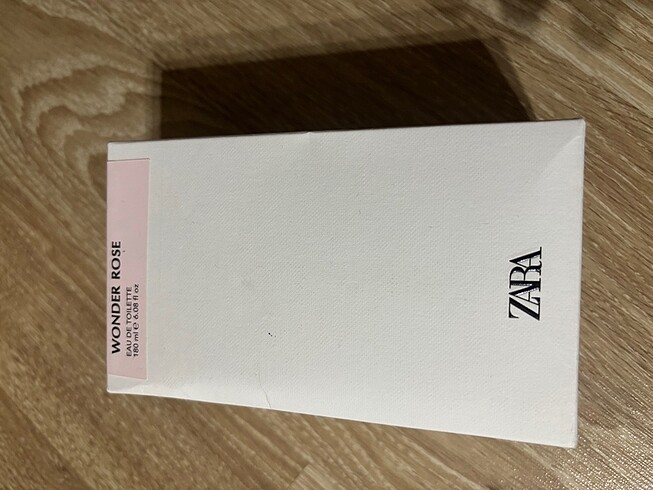 ZARA
WONDER ROSE
EAU DE TOILETTE
180 ml ℮ 6.08 fl oz